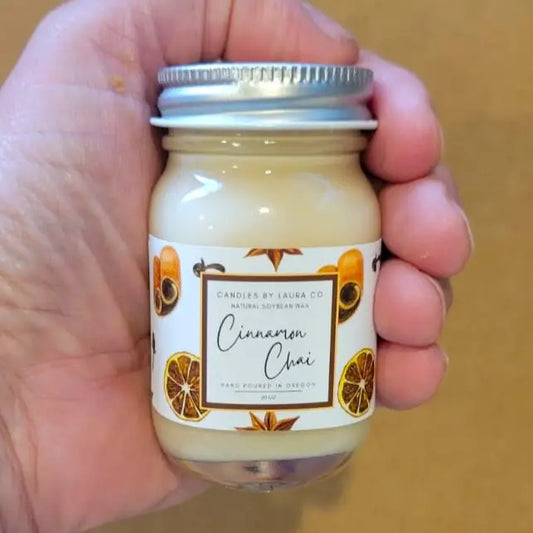 CANDLES BY LAURA CO
NATURAL SOYBEAN WAX
Cinnamon
Chai
HAND POURED IN OREGON